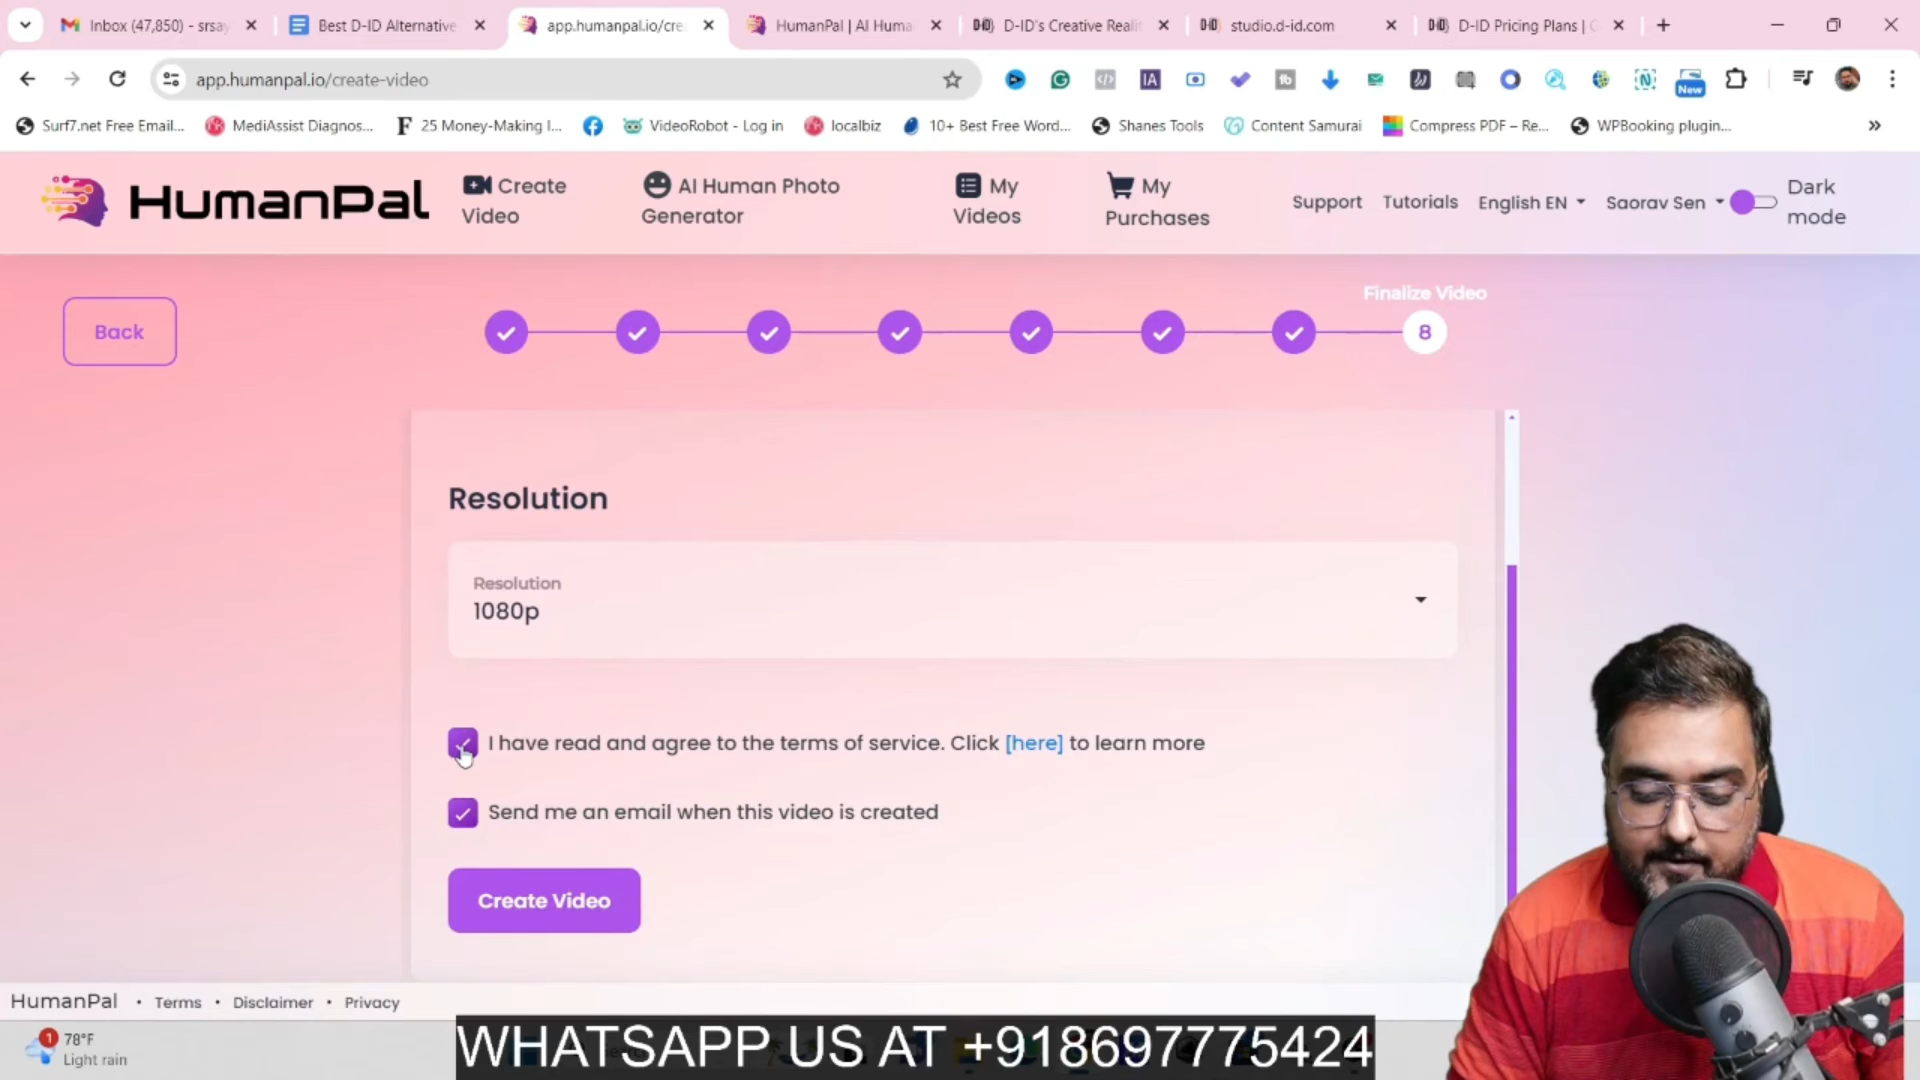 Inbox (47,850) - srsay
Best D-ID Alternative
app.humanpal.io/cre
HumanPal | AI Huma
D-ID's Creative Realit
studio.d-id.com
D-ID Pricing Plans | G
app.humanpal.io/create-video
New
Surf7.net Free Email...
MediAssist Diagnos...
25 Money-Making I...
VideoRobot - Log in
localbiz
10+ Best Free Word...
Shanes Tools
Content Samurai
Compress PDF – Re...
WPBooking plugin...
HumanPal
Create Video
AI Human Photo Generator
My Videos
My Purchases
Support
Tutorials
English EN
Saorav Sen
Dark mode
Back
Finalize Video
8
Resolution
Resolution
1080p
I have read and agree to the terms of service. Click [here] to learn more
Send me an email when this video is created
Create Video
HumanPal • Terms • Disclaimer • Privacy
1
78°F
Light rain
WHATSAPP US AT +918697775424